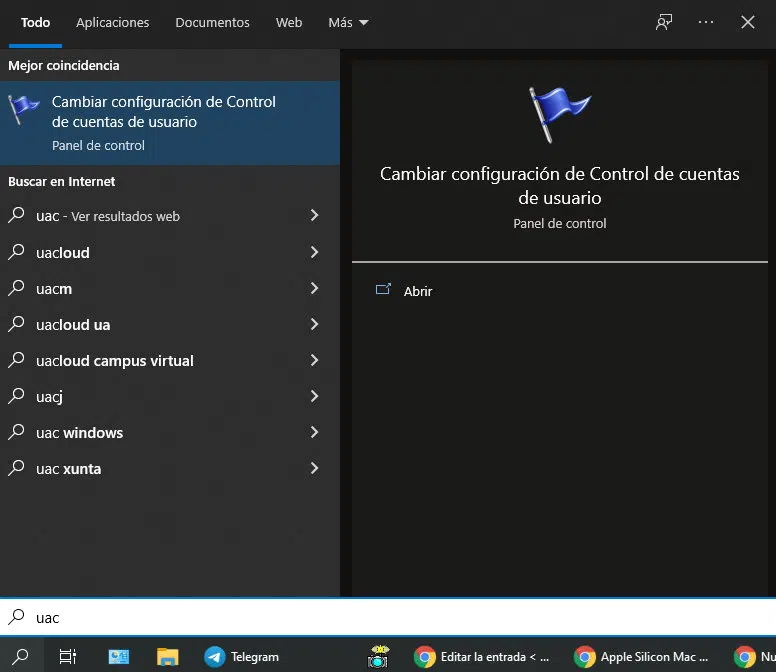 Todo
Aplicaciones
Documentos
Web
Más
Mejor coincidencia
Cambiar configuración de Control
de cuentas de usuario
Panel de control
Buscar en Internet
uac - Ver resultados web
uacloud
uacm
uacloud ua
uacloud campus virtual
uacj
uac windows
uac xunta
Cambiar configuración de Control de cuentas
de usuario
Panel de control
Abrir
uac
Telegram
Editar la entrada < ...
Apple Silicon Mac ...
Nu